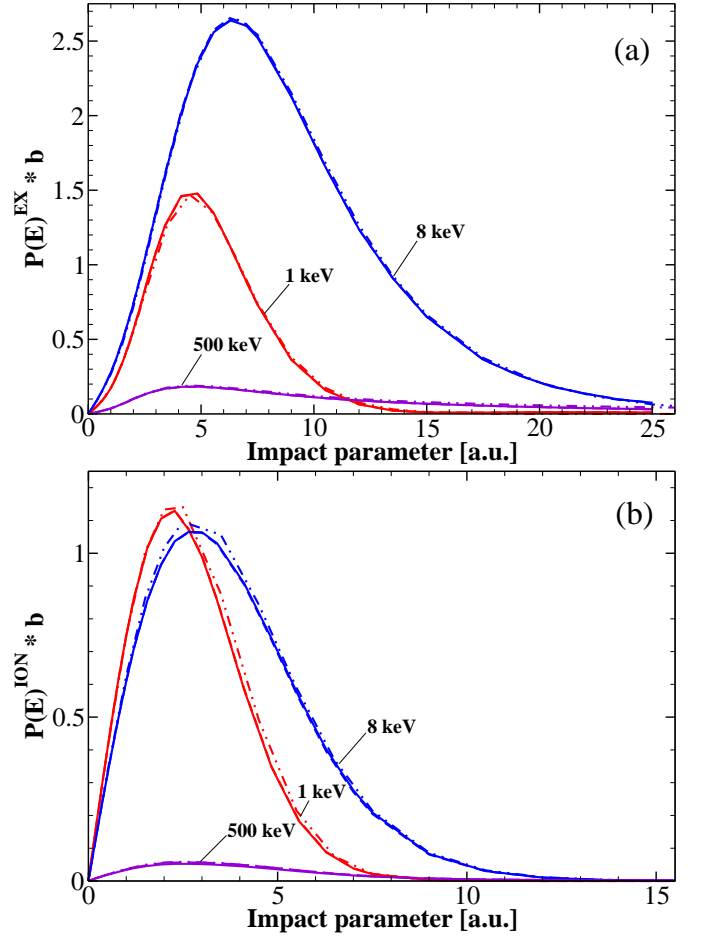 (a)
2.5
2
1.5
1
0.5
0
P(E)^EX * b
8 keV
1 keV
500 keV
0 5 10 15 20 25
Impact parameter [a.u.]
(b)
1
0.5
0
P(E)^ION * b
8 keV
1 keV
500 keV
0 5 10 15
Impact parameter [a.u.]